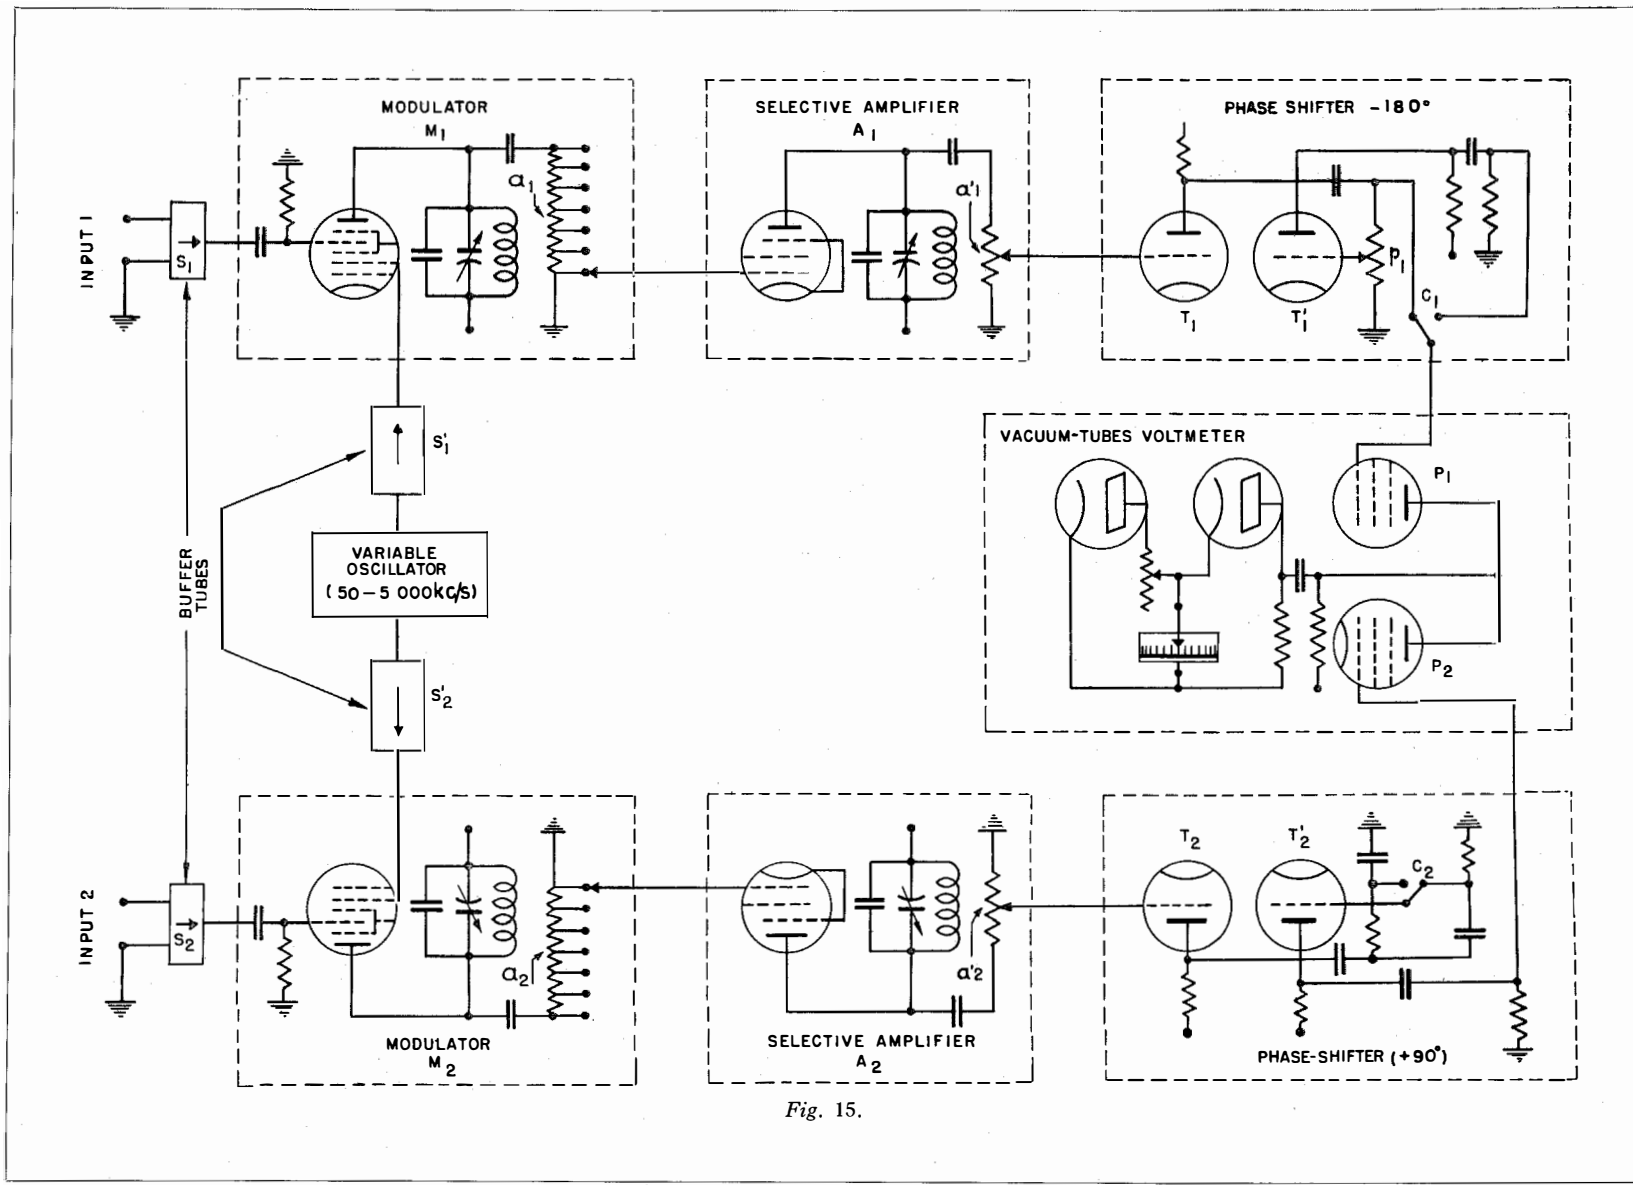 MODULATOR
M1
a1
SELECTIVE AMPLIFIER
A1
a'1
PHASE SHIFTER -180°
T1
T'1
P1
C1
INPUT 1
S1
S'1
BUFFER
TUBES
VARIABLE
OSCILLATOR
(50-5 000kC/S)
S'2
VACUUM-TUBES VOLTMETER
P1
P2
INPUT 2
S2
a2
MODULATOR
M2
a'2
SELECTIVE AMPLIFIER
A2
T2
T'2
C2
PHASE-SHIFTER (+90°)
Fig. 15.